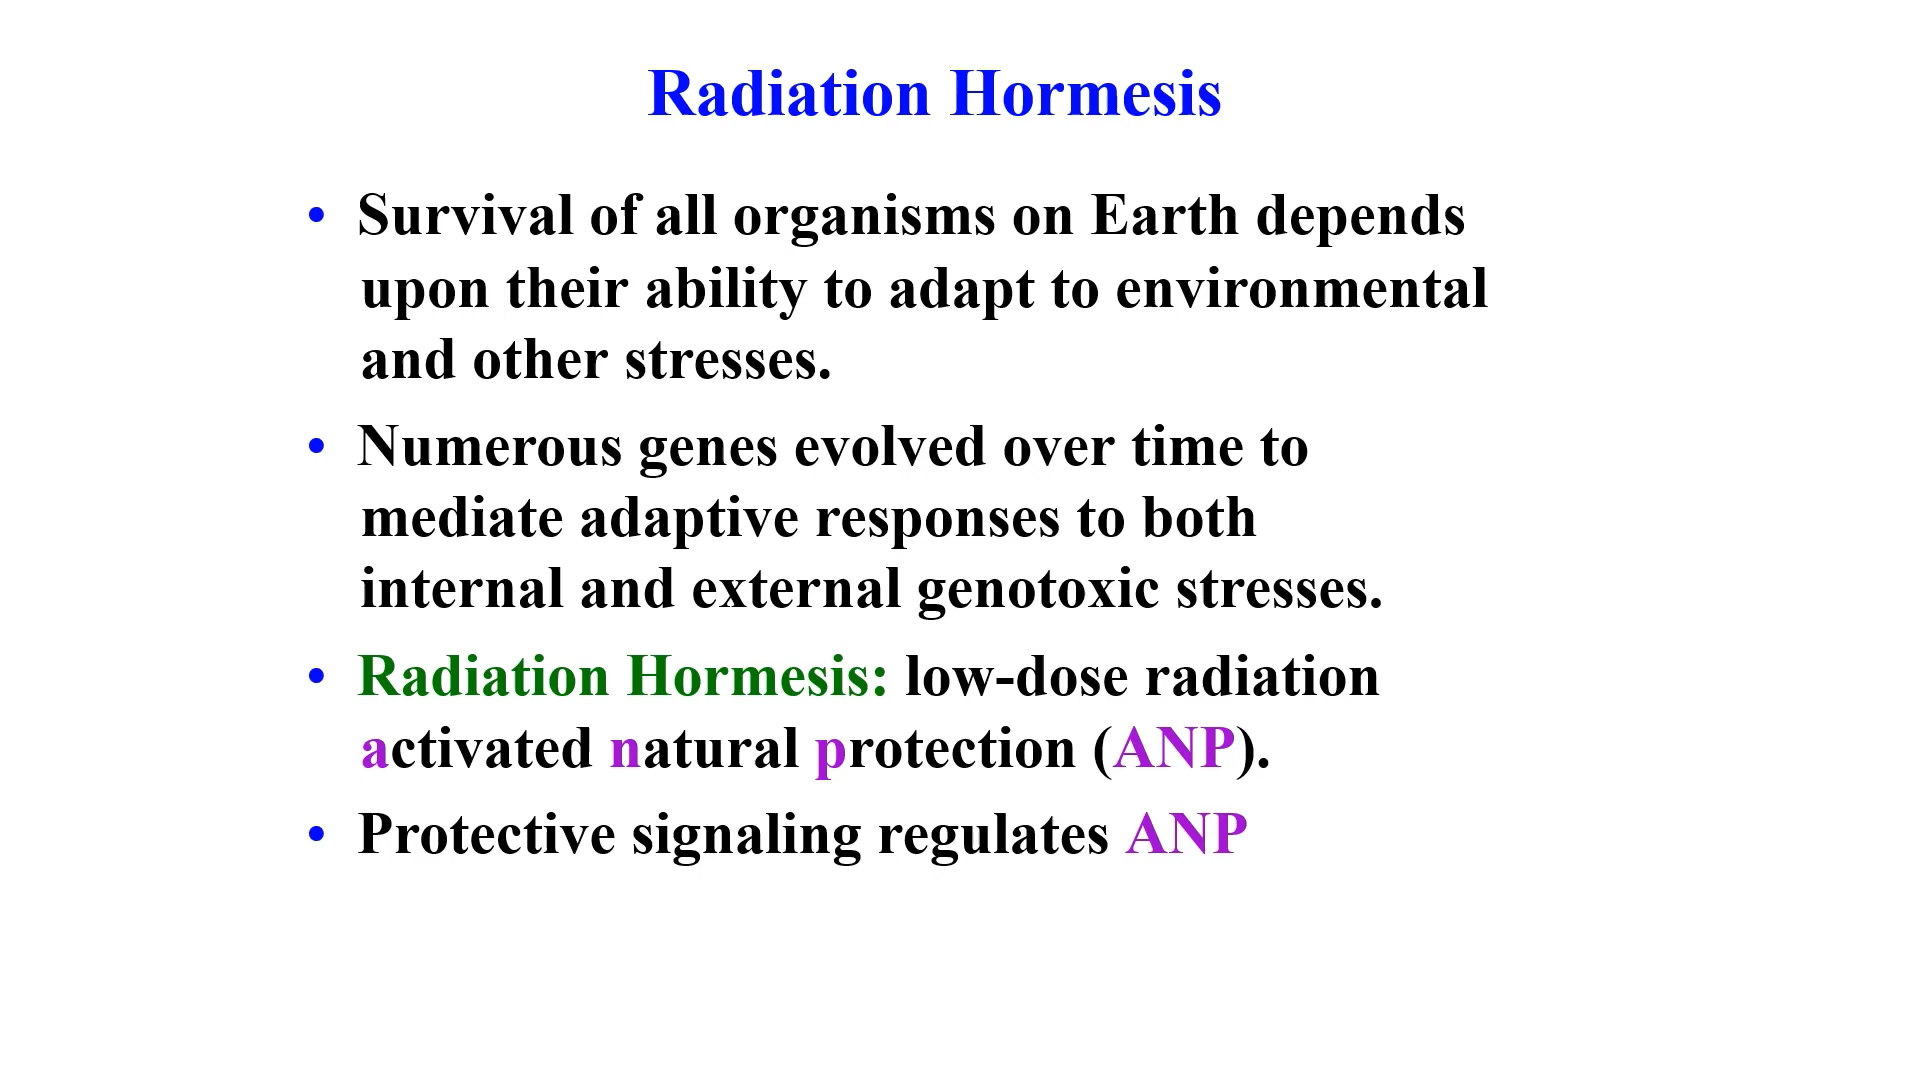 Radiation Hormesis
• Survival of all organisms on Earth depends
upon their ability to adapt to environmental
and other stresses.
• Numerous genes evolved over time to
mediate adaptive responses to both
internal and external genotoxic stresses.
• Radiation Hormesis: low-dose radiation
activated natural protection (ANP).
• Protective signaling regulates ANP